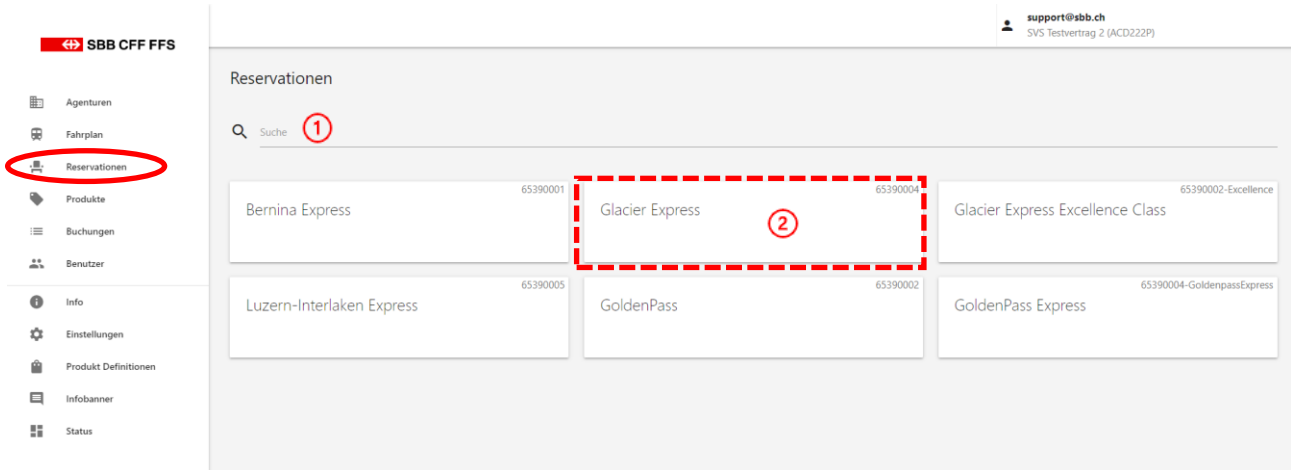 SBB CFF FFS
support@sbb.ch
SVS Testvertrag 2 (ACD222P)
Agenturen
Fahrplan
Reservationen
Produkte
Buchungen
Benutzer
Info
Einstellungen
Produkt Definitionen
Infobanner
Status
Reservationen
Suche 1
65390001
Bernina Express
65390004
Glacier Express
2
65390002-Excellence
Glacier Express Excellence Class
65390005
Luzern-Interlaken Express
65390002
GoldenPass
65390004-GoldenpassExpress
GoldenPass Express